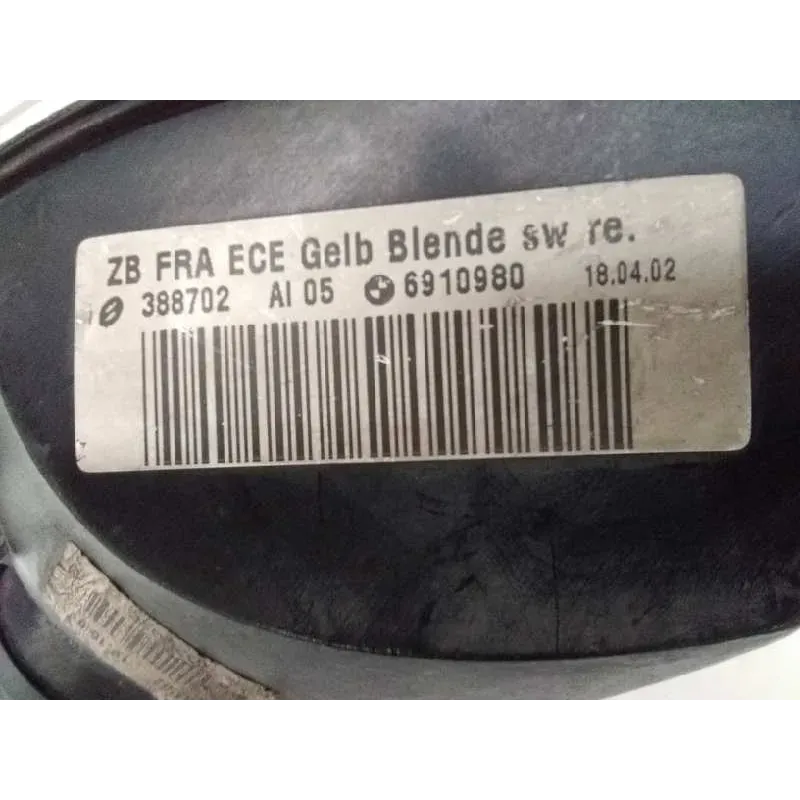 ZB FRA ECE Gelb Blende sw re.
388702 AI 05 6910980 18.04.02